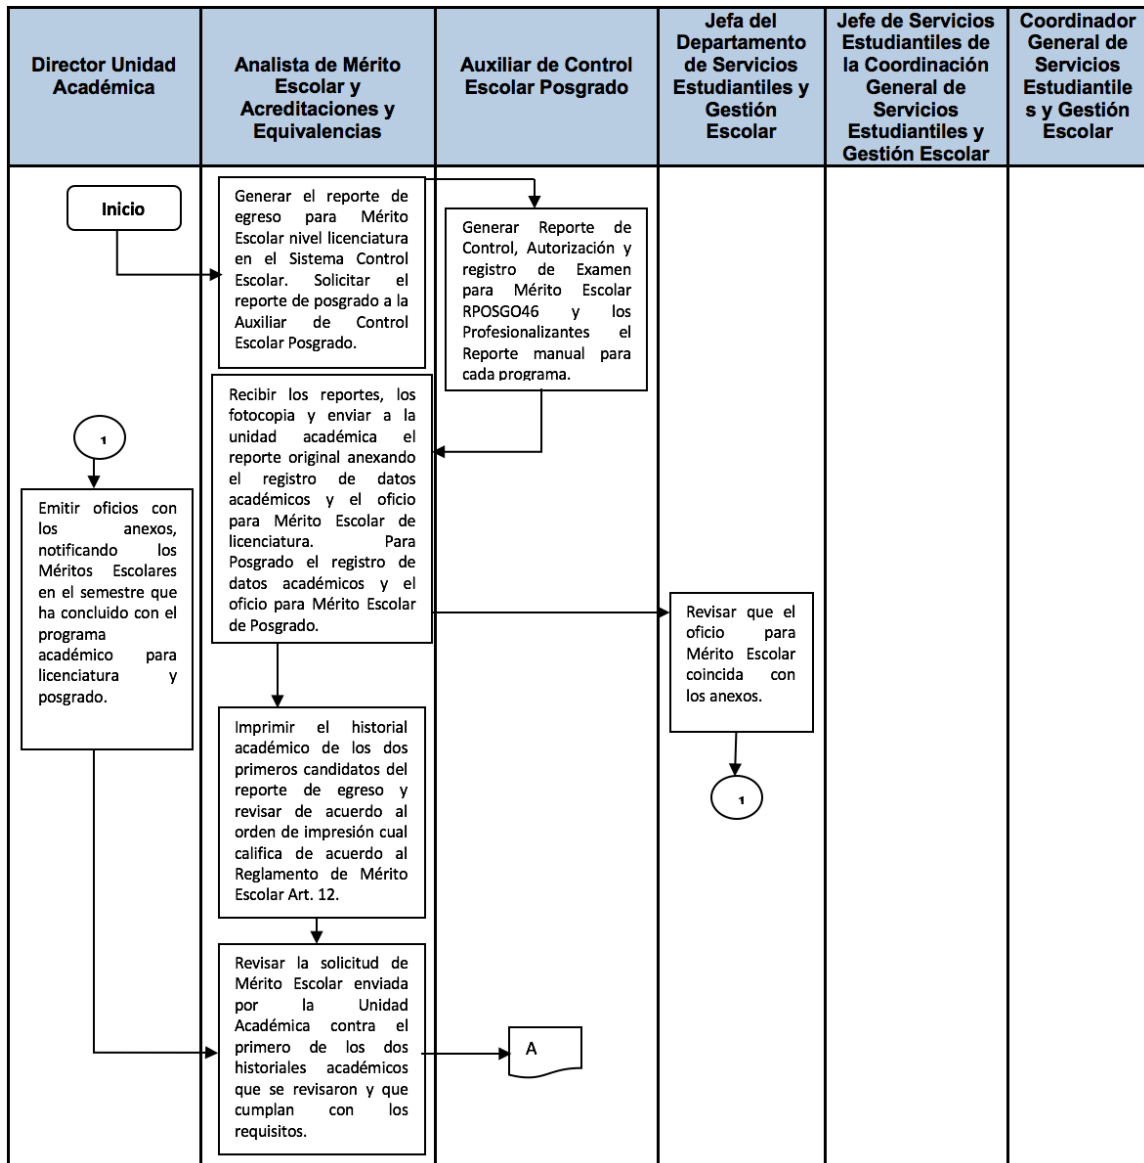 Director Unidad
Académica
Analista de Mérito
Escolar y
Acreditaciones y
Equivalencias
Auxiliar de Control
Escolar Posgrado
Jefa del
Departamento
de Servicios
Estudiantiles y
Gestión
Escolar
Jefe de Servicios
Estudiantiles de
la Coordinación
General de
Servicios
Estudiantiles y
Gestión Escolar
Coordinador
General de
Servicios
Estudiantile
s y Gestión
Escolar
Inicio
Generar el reporte de
egreso para Mérito
Escolar nivel licenciatura
en el Sistema Control
Escolar. Solicitar el
reporte de posgrado a la
Auxiliar de Control
Escolar Posgrado.
Generar Reporte de
Control, Autorización y
registro de Examen
para Mérito Escolar
RPOSGO46 y los
Profesionalizantes el
Reporte manual para
cada programa.
Recibir los reportes, los
fotocopia y enviar a la
unidad académica el
reporte original anexando
el registro de datos
académicos y el oficio
para Mérito Escolar de
licenciatura. Para
Posgrado el registro de
datos académicos y el
oficio para Mérito Escolar
de Posgrado.
1
Emitir oficios con
los anexos,
notificando los
Méritos Escolares
en el semestre que
ha concluido con el
programa
académico para
licenciatura y
posgrado.
Revisar que el
oficio para
Mérito Escolar
coincida con
los anexos.
1
Imprimir el historial
académico de los dos
primeros candidatos del
reporte de egreso y
revisar de acuerdo al
orden de impresión cual
califica de acuerdo al
Reglamento de Mérito
Escolar Art. 12.
Revisar la solicitud de
Mérito Escolar enviada
por la Unidad
Académica contra el
primero de los dos
historiales académicos
que se revisaron y que
cumplan con los
requisitos.
A